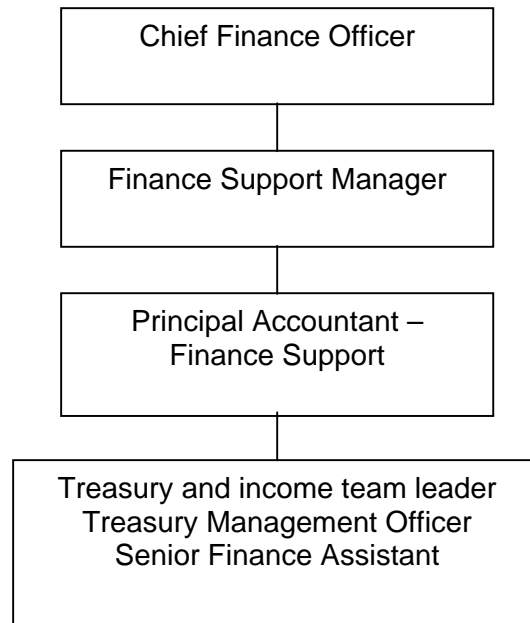 Chief Finance Officer
Finance Support Manager
Principal Accountant –
Finance Support
Treasury and income team leader
Treasury Management Officer
Senior Finance Assistant